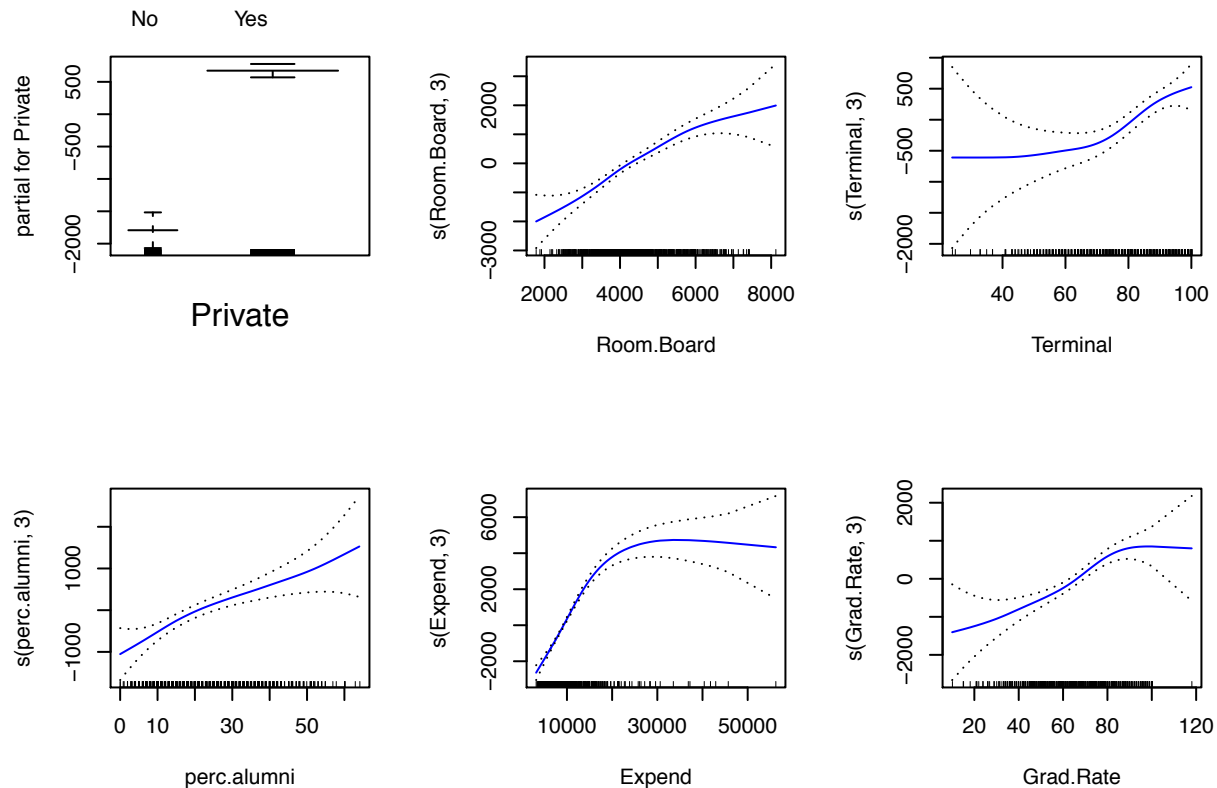 No Yes
partial for Private
500
−500
−2000
Private
s(Room.Board, 3)
2000
0
−3000
2000 4000 6000 8000
Room.Board
s(Terminal, 3)
500
−500
−2000
40 60 80 100
Terminal
s(perc.alumni, 3)
1000
−1000
0 10 30 50
perc.alumni
s(Expend, 3)
6000
2000
−2000
10000 30000 50000
Expend
s(Grad.Rate, 3)
2000
0
−2000
20 40 60 80 120
Grad.Rate